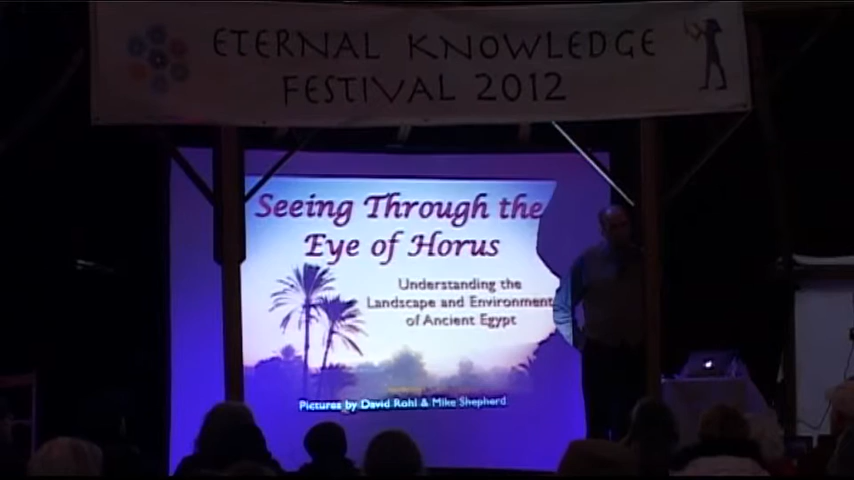 ETERNAL KNOWLEDGE
FESTIVAL 2012
Seeing Through the
Eye of Horus
Understanding the
Landscape and Environment
of Ancient Egypt
Pictures by David Rohl & Mike Shepherd